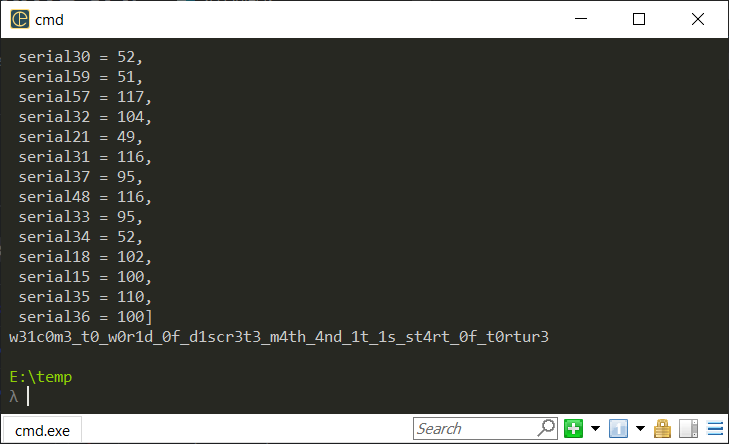 cmd
serial30 = 52,
serial59 = 51,
serial57 = 117,
serial32 = 104,
serial21 = 49,
serial31 = 116,
serial37 = 95,
serial48 = 116,
serial33 = 95,
serial34 = 52,
serial18 = 102,
serial15 = 100,
serial35 = 110,
serial36 = 100]
w31c0m3_t0_w0r1d_0f_d1scr3t3_m4th_4nd_1t_1s_st4rt_0f_t0rtur3
E:\temp
λ
cmd.exe
Search
1